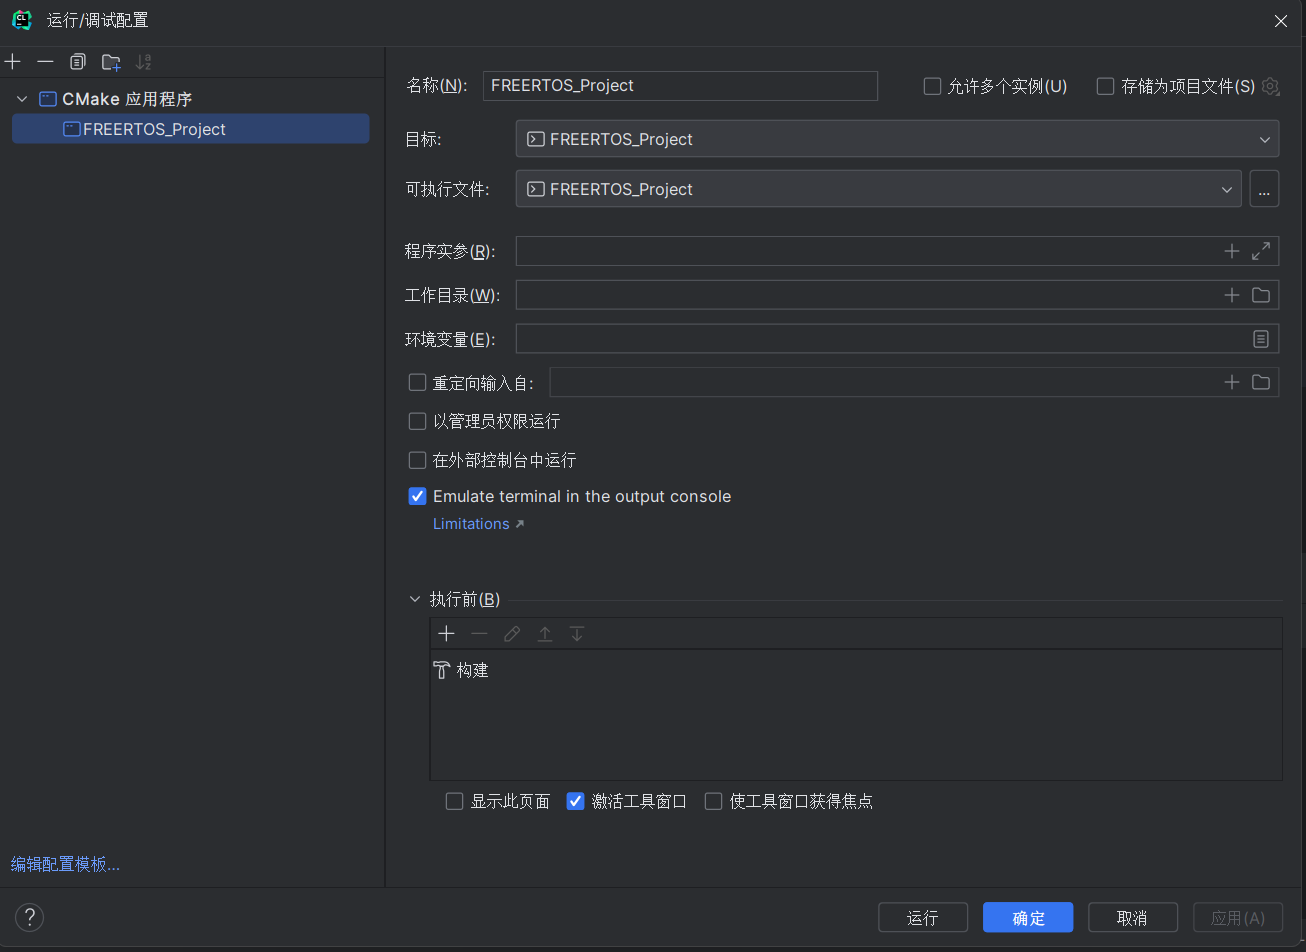 运行/调试配置
CMake 应用程序
FREERTOS_Project
名称(N):
FREERTOS_Project
允许多个实例(U)
存储为项目文件(S)
目标:
FREERTOS_Project
可执行文件:
FREERTOS_Project
...
程序实参(R):
工作目录(W):
环境变量(E):
重定向输入自:
以管理员权限运行
在外部控制台中运行
Emulate terminal in the output console
Limitations
执行前(B)
构建
显示此页面
激活工具窗口
使工具窗口获得焦点
编辑配置模板...
?
运行
确定
取消
应用(A)